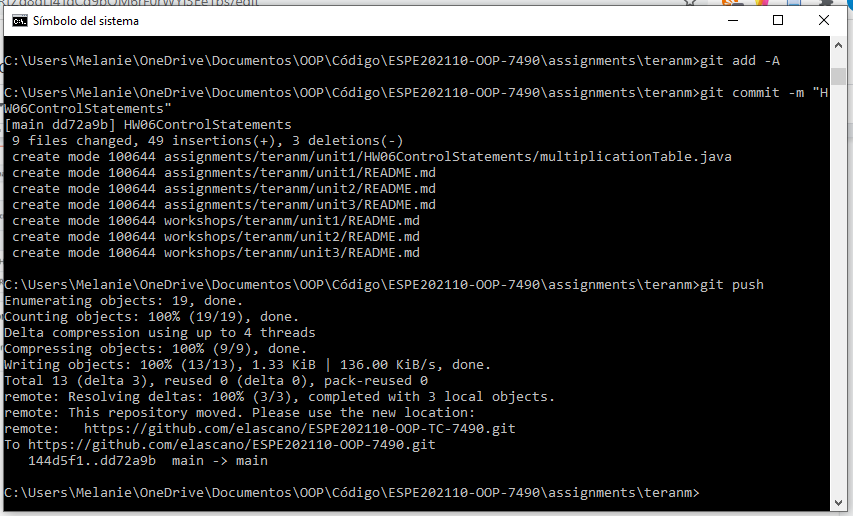 Símbolo del sistema
C:\Users\Melanie\OneDrive\Documentos\OOP\Código\ESPE202110-OOP-7490\assignments\teranm>git add -A
C:\Users\Melanie\OneDrive\Documentos\OOP\Código\ESPE202110-OOP-7490\assignments\teranm>git commit -m "H
W06ControlStatements"
[main dd72a9b] HW06ControlStatements
 9 files changed, 49 insertions(+), 3 deletions(-)
 create mode 100644 assignments/teranm/unit1/HW06ControlStatements/multiplicationTable.java
 create mode 100644 assignments/teranm/unit1/README.md
 create mode 100644 assignments/teranm/unit2/README.md
 create mode 100644 assignments/teranm/unit3/README.md
 create mode 100644 workshops/teranm/unit1/README.md
 create mode 100644 workshops/teranm/unit2/README.md
 create mode 100644 workshops/teranm/unit3/README.md
C:\Users\Melanie\OneDrive\Documentos\OOP\Código\ESPE202110-OOP-7490\assignments\teranm>git push
Enumerating objects: 19, done.
Counting objects: 100% (19/19), done.
Delta compression using up to 4 threads
Compressing objects: 100% (9/9), done.
Writing objects: 100% (13/13), 1.33 KiB | 136.00 KiB/s, done.
Total 13 (delta 3), reused 0 (delta 0), pack-reused 0
remote: Resolving deltas: 100% (3/3), completed with 3 local objects.
remote: This repository moved. Please use the new location:
remote:   https://github.com/elascano/ESPE202110-OOP-TC-7490.git
To https://github.com/elascano/ESPE202110-OOP-7490.git
   144d5f1..dd72a9b  main -> main
C:\Users\Melanie\OneDrive\Documentos\OOP\Código\ESPE202110-OOP-7490\assignments\teranm>